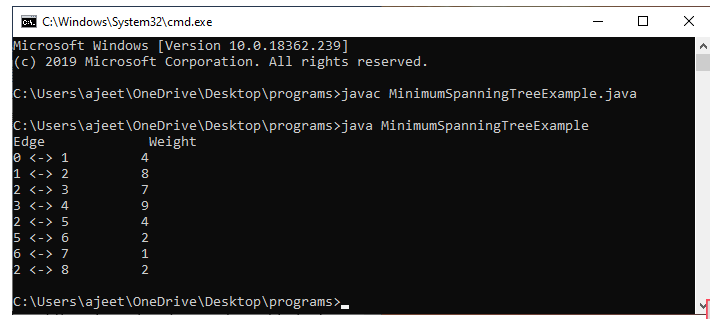 C:\Windows\System32\cmd.exe
Microsoft Windows [Version 10.0.18362.239]
(c) 2019 Microsoft Corporation. All rights reserved.
C:\Users\ajeet\OneDrive\Desktop\programs>javac MinimumSpanningTreeExample.java
C:\Users\ajeet\OneDrive\Desktop\programs>java MinimumSpanningTreeExample
Edge Weight
0 <-> 1 4
1 <-> 2 8
2 <-> 3 7
3 <-> 4 9
2 <-> 5 4
5 <-> 6 2
6 <-> 7 1
2 <-> 8 2
C:\Users\ajeet\OneDrive\Desktop\programs>